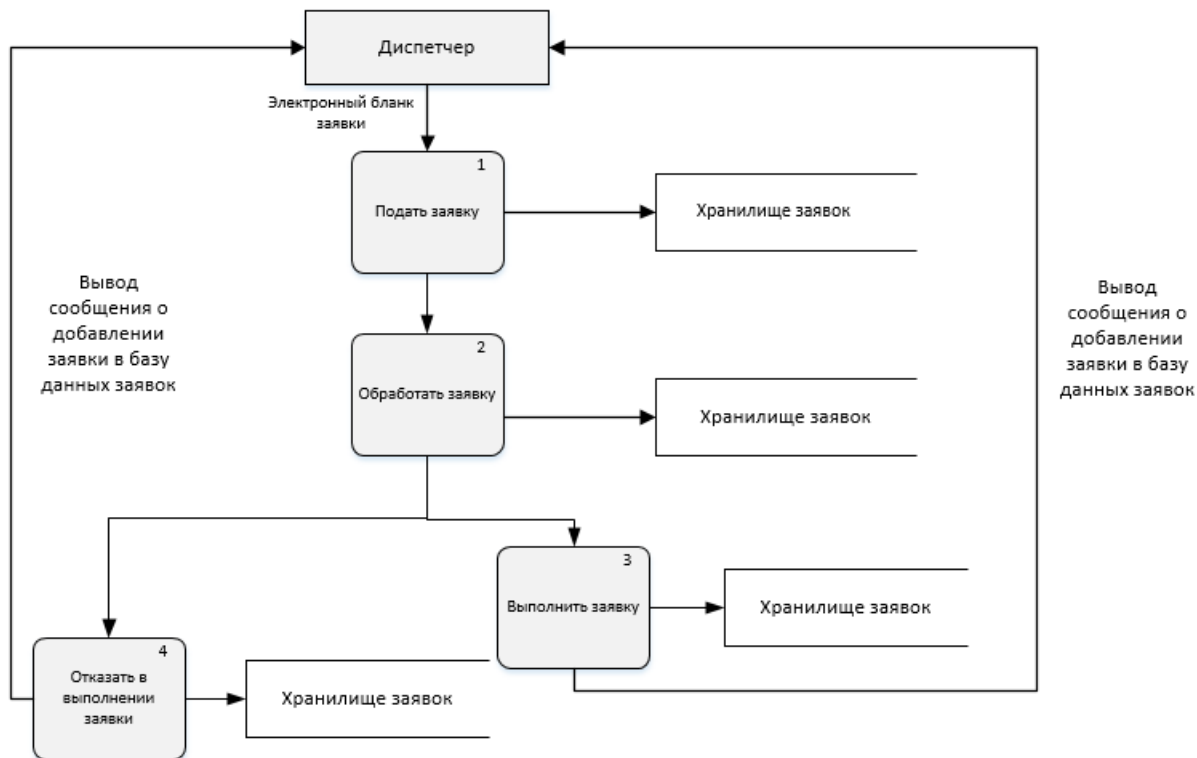 Диспетчер
Электронный бланк
заявки
1
Подать заявку
Хранилище заявок
Вывод
сообщения о
добавлении
заявки в базу
данных заявок
Вывод
сообщения о
добавлении
заявки в базу
данных заявок
2
Обработать заявку
Хранилище заявок
3
Выполнить заявку
Хранилище заявок
4
Отказать в
выполнении
заявки
Хранилище заявок